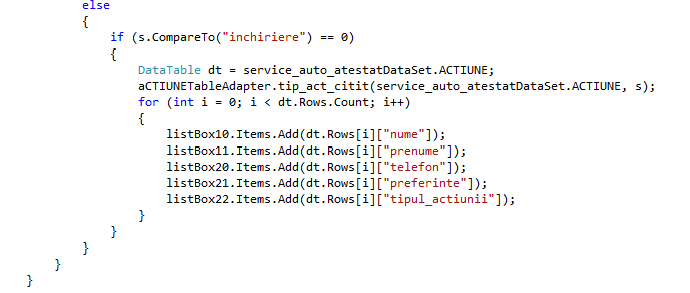 else
{
if (s.CompareTo("inchiriere") == 0)
{
DataTable dt = service_auto_atestatDataSet.ACTIUNE;
aCTIUNETableAdapter.tip_act_citit(service_auto_atestatDataSet.ACTIUNE, s);
for (int i = 0; i < dt.Rows.Count; i++)
{
listBox10.Items.Add(dt.Rows[i]["nume"]);
listBox11.Items.Add(dt.Rows[i]["prenume"]);
listBox20.Items.Add(dt.Rows[i]["telefon"]);
listBox21.Items.Add(dt.Rows[i]["preferinte"]);
listBox22.Items.Add(dt.Rows[i]["tipul_actiunii"]);
}
}
}
}
}